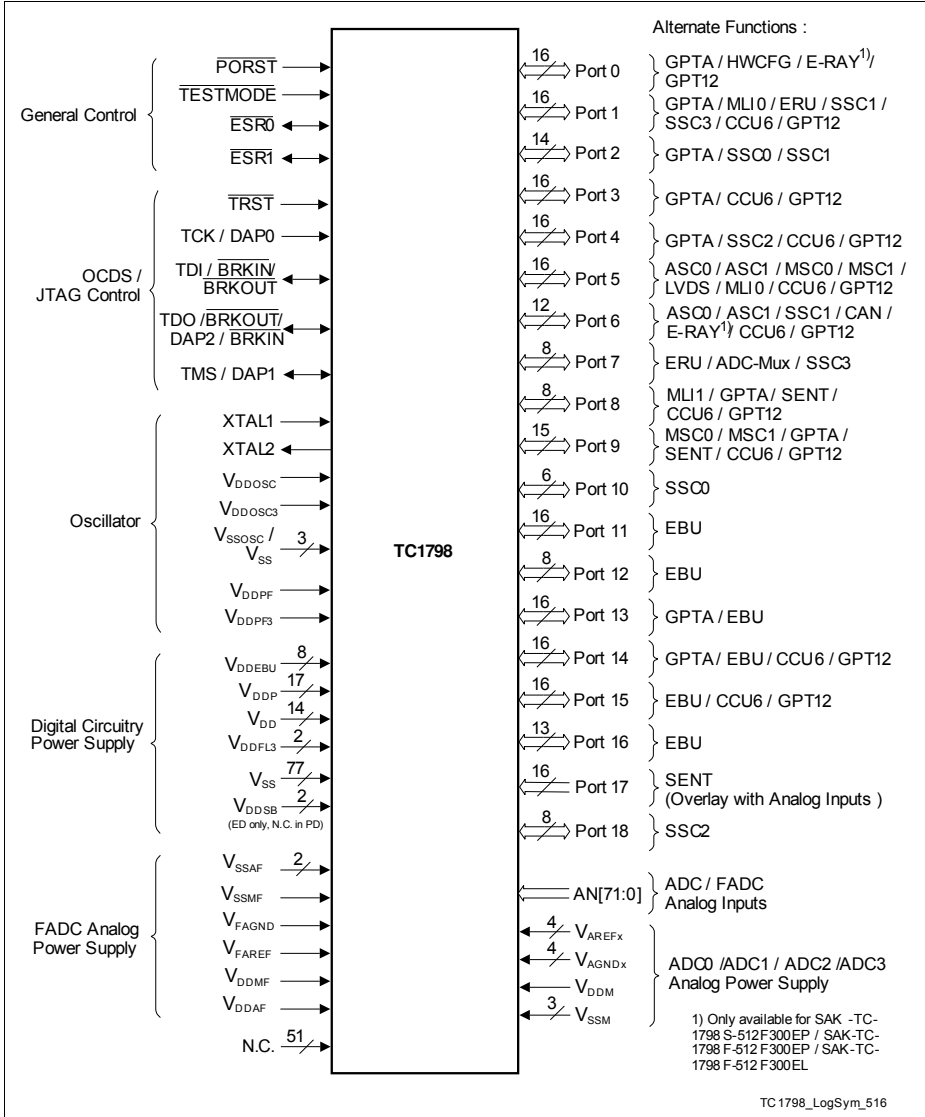 Alternate Functions :
General Control
PORST
TESTMODE
ESR0
ESR1
OCDS /
JTAG Control
TRST
TCK / DAP0
TDI / BRKIN/
BRKOUT
TDO /BRKOUT/
DAP2 / BRKIN
TMS / DAP1
Oscillator
XTAL1
XTAL2
VDDOSC
VDDOSC3
VSSOSC /
VSS
3
VDDPF
VDDPF3
Digital Circuitry
Power Supply
VDDEBU 8
VDDP 17
VDD 14
VDDFL3 2
VSS 77
VDDSB 2
(ED only, N.C. in PD)
FADC Analog
Power Supply
VSSAF 2
VSSMF
VFAGND
VFAREF
VDDMF
VDDAF
N.C. 51
TC1798
16 Port 0 GPTA / HWCFG / E-RAY1)/
GPT12
16 Port 1 GPTA / MLI0 / ERU / SSC1 /
SSC3 / CCU6 / GPT12
14 Port 2 GPTA / SSC0 / SSC1
16 Port 3 GPTA / CCU6 / GPT12
16 Port 4 GPTA / SSC2 / CCU6 / GPT12
16 Port 5 ASC0 / ASC1 / MSC0 / MSC1 /
LVDS / MLI0 / CCU6 / GPT12
12 Port 6 ASC0 / ASC1 / SSC1 / CAN /
E-RAY1)/ CCU6 / GPT12
8 Port 7 ERU / ADC-Mux / SSC3
8 Port 8 MLI1 / GPTA / SENT /
CCU6 / GPT12
15 Port 9 MSC0 / MSC1 / GPTA /
SENT / CCU6 / GPT12
6 Port 10 SSC0
16 Port 11 EBU
8 Port 12 EBU
16 Port 13 GPTA / EBU
16 Port 14 GPTA / EBU / CCU6 / GPT12
16 Port 15 EBU / CCU6 / GPT12
13 Port 16 EBU
16 Port 17 SENT
(Overlay with Analog Inputs )
8 Port 18 SSC2
AN[71:0] ADC / FADC
Analog Inputs
4 VAREFx
4 VAGNDx
VDDM
3 VSSM
ADC0 /ADC1 / ADC2 /ADC3
Analog Power Supply
1) Only available for SAK -TC-
1798 S-512 F300EP / SAK-TC-
1798 F-512 F300EP / SAK-TC-
1798 F-512 F300EL
TC1798_LogSym_516